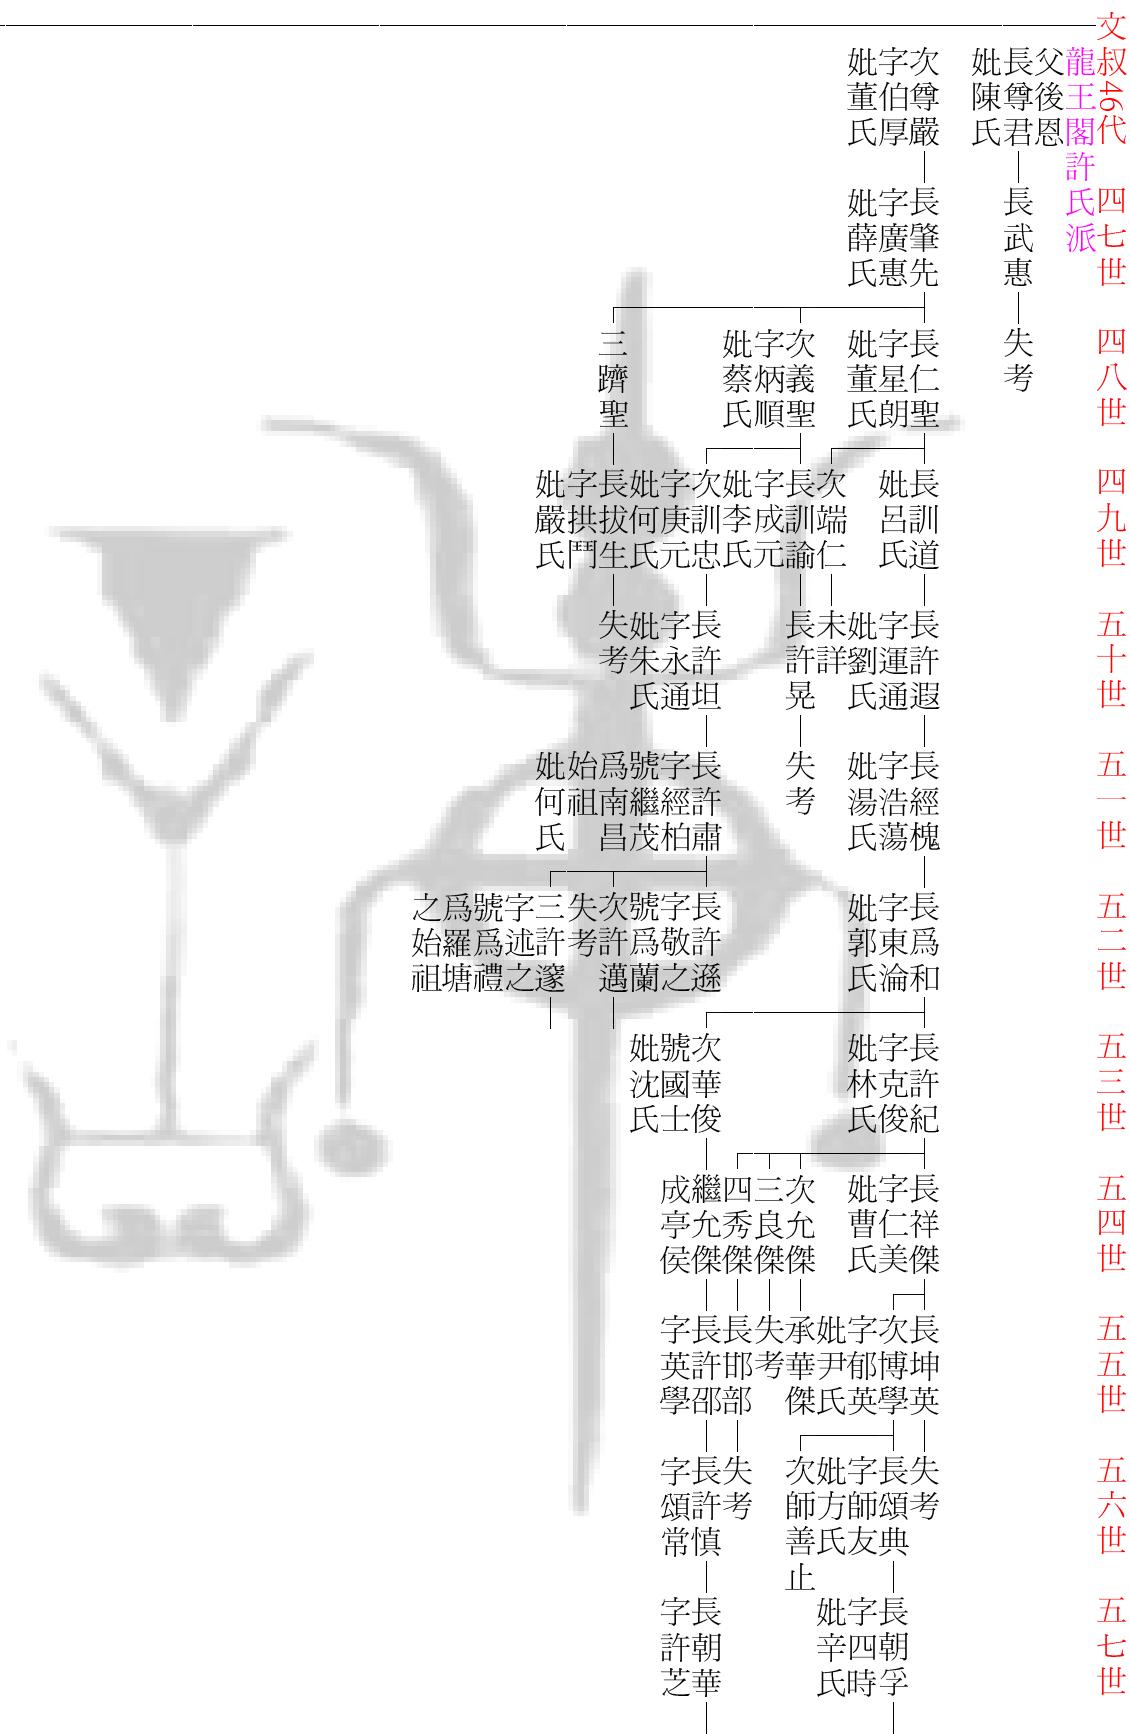 文叔46代
四七世
四八世
四九世
五十世
五一世
五二世
五三世
五四世
五五世
五六世
五七世
龍王閣許氏派
父後恩
長尊君
妣陳氏
長武惠
失考
次尊嚴
字伯厚
妣董氏
長肇先
字廣惠
妣薛氏
長仁聖
字星朗
妣董氏
次義聖
字炳順
妣蔡氏
三躋聖
長訓道
妣呂氏
次端仁
長訓諭
字成元
妣李氏
次訓忠
字庚元
妣何氏
長拔生
字拱鬥
妣嚴氏
長許遐
字運通
妣劉氏
未詳
長許晃
長許坦
字永通
妣朱氏
失考
長經槐
字浩蕩
妣湯氏
失考
長許肅
字經柏
號繼茂
爲南昌
始祖
妣何氏
長爲和
字東淪
妣郭氏
長許遜
字敬之
號爲蘭
次許邁
失考
三許邃
字述之
號爲禮
爲羅塘
之始祖
長許紀
字克俊
妣林氏
次華俊
號國士
妣沈氏
長祥傑
字仁美
妣曹氏
次允傑
三良傑
四秀傑
繼允傑
成亭侯
長坤英
次博學
字郁英
妣尹氏
承華傑
失考
長邯部
長許邵
字英學
失考
長頌典
字師友
妣方氏
次師善止
失考
長許慎
字頌常
長朝孚
字四時
妣辛氏
長朝華
字許芝